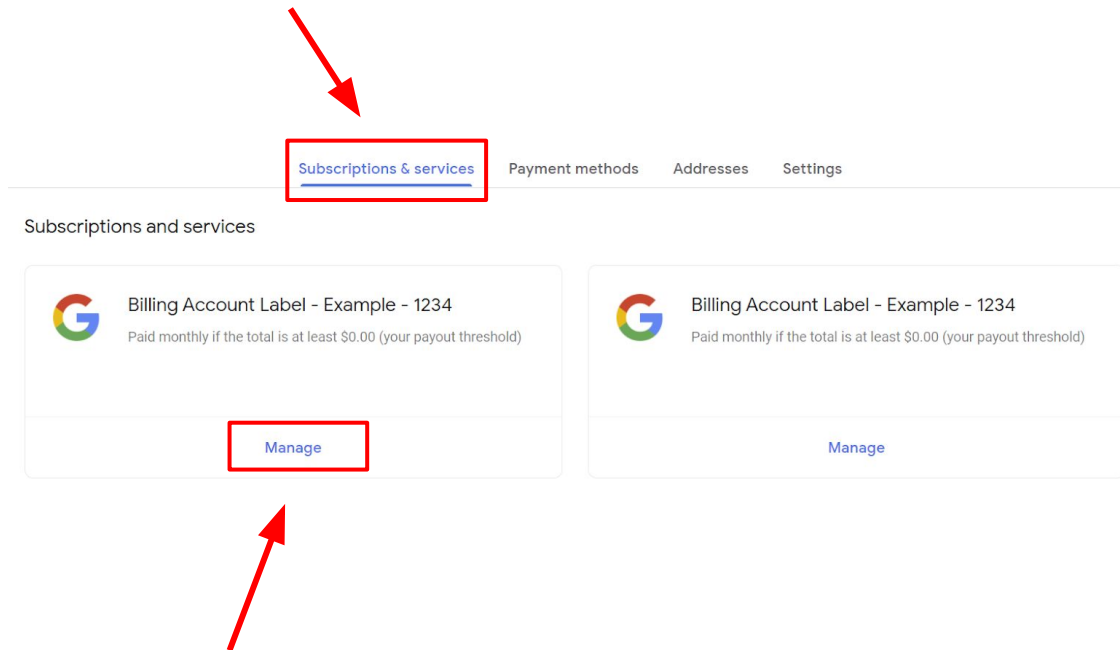 Subscriptions & services Payment methods Addresses Settings
Subscriptions and services
Billing Account Label - Example - 1234
Paid monthly if the total is at least $0.00 (your payout threshold)
Manage
Billing Account Label - Example - 1234
Paid monthly if the total is at least $0.00 (your payout threshold)
Manage